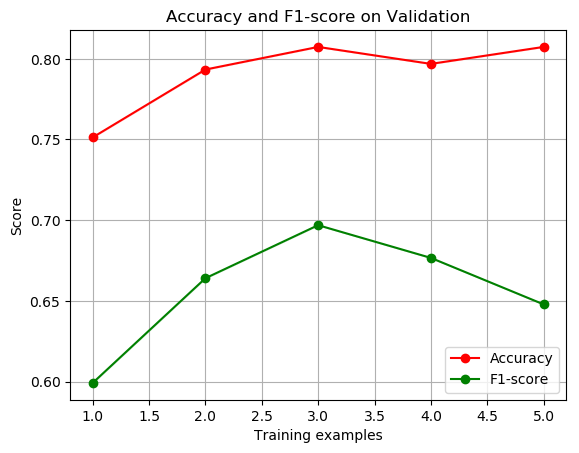 Accuracy and F1-score on Validation
0.80
0.75
0.70
0.65
0.60
Score
1.0 1.5 2.0 2.5 3.0 3.5 4.0 4.5 5.0
Training examples
Accuracy
F1-score